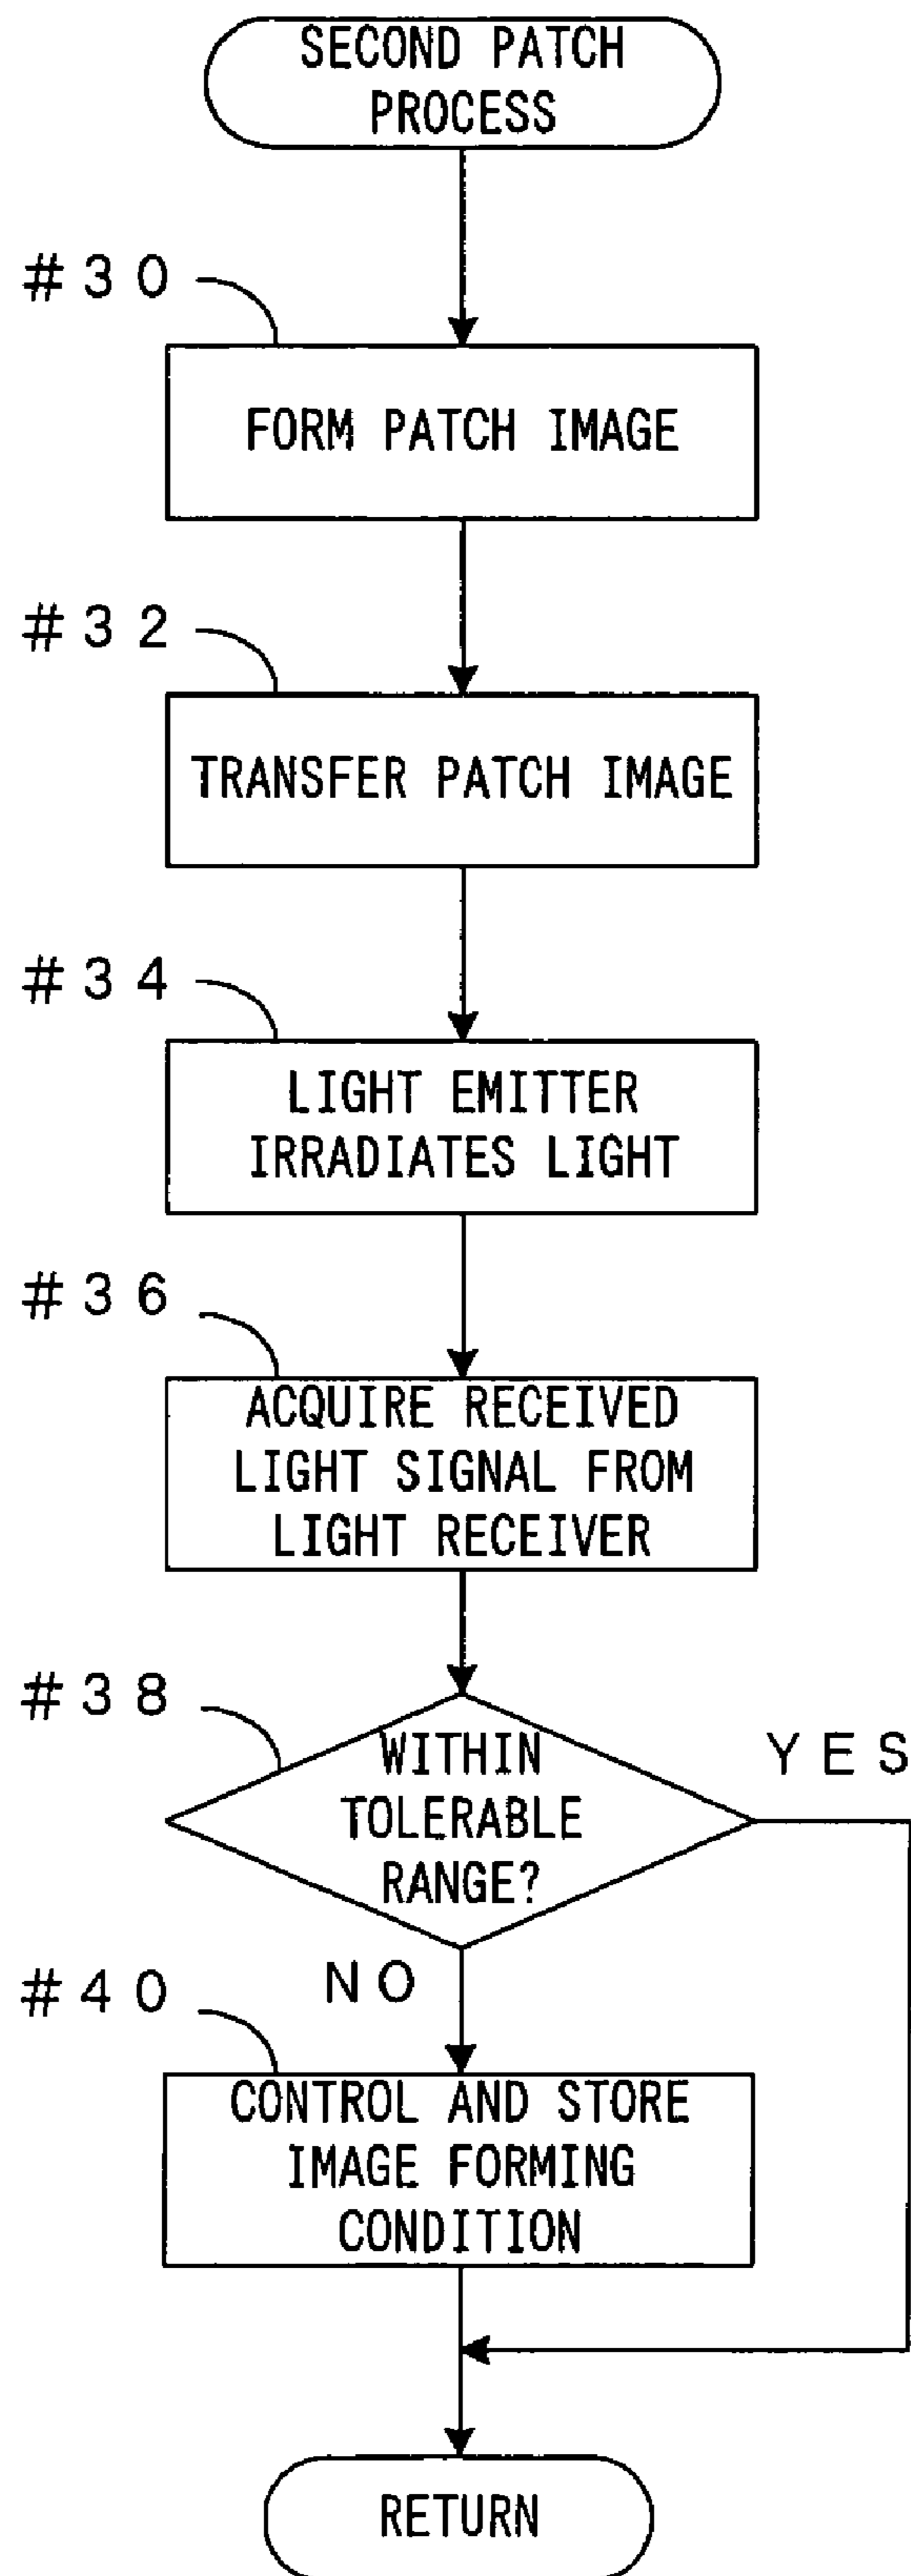 SECOND PATCH
PROCESS
#30
FORM PATCH IMAGE
#32
TRANSFER PATCH IMAGE
#34
LIGHT EMITTER
IRRADIATES LIGHT
#36
ACQUIRE RECEIVED
LIGHT SIGNAL FROM
LIGHT RECEIVER
#38
WITHIN
TOLERABLE
RANGE?
YES
NO
#40
CONTROL AND STORE
IMAGE FORMING
CONDITION
RETURN